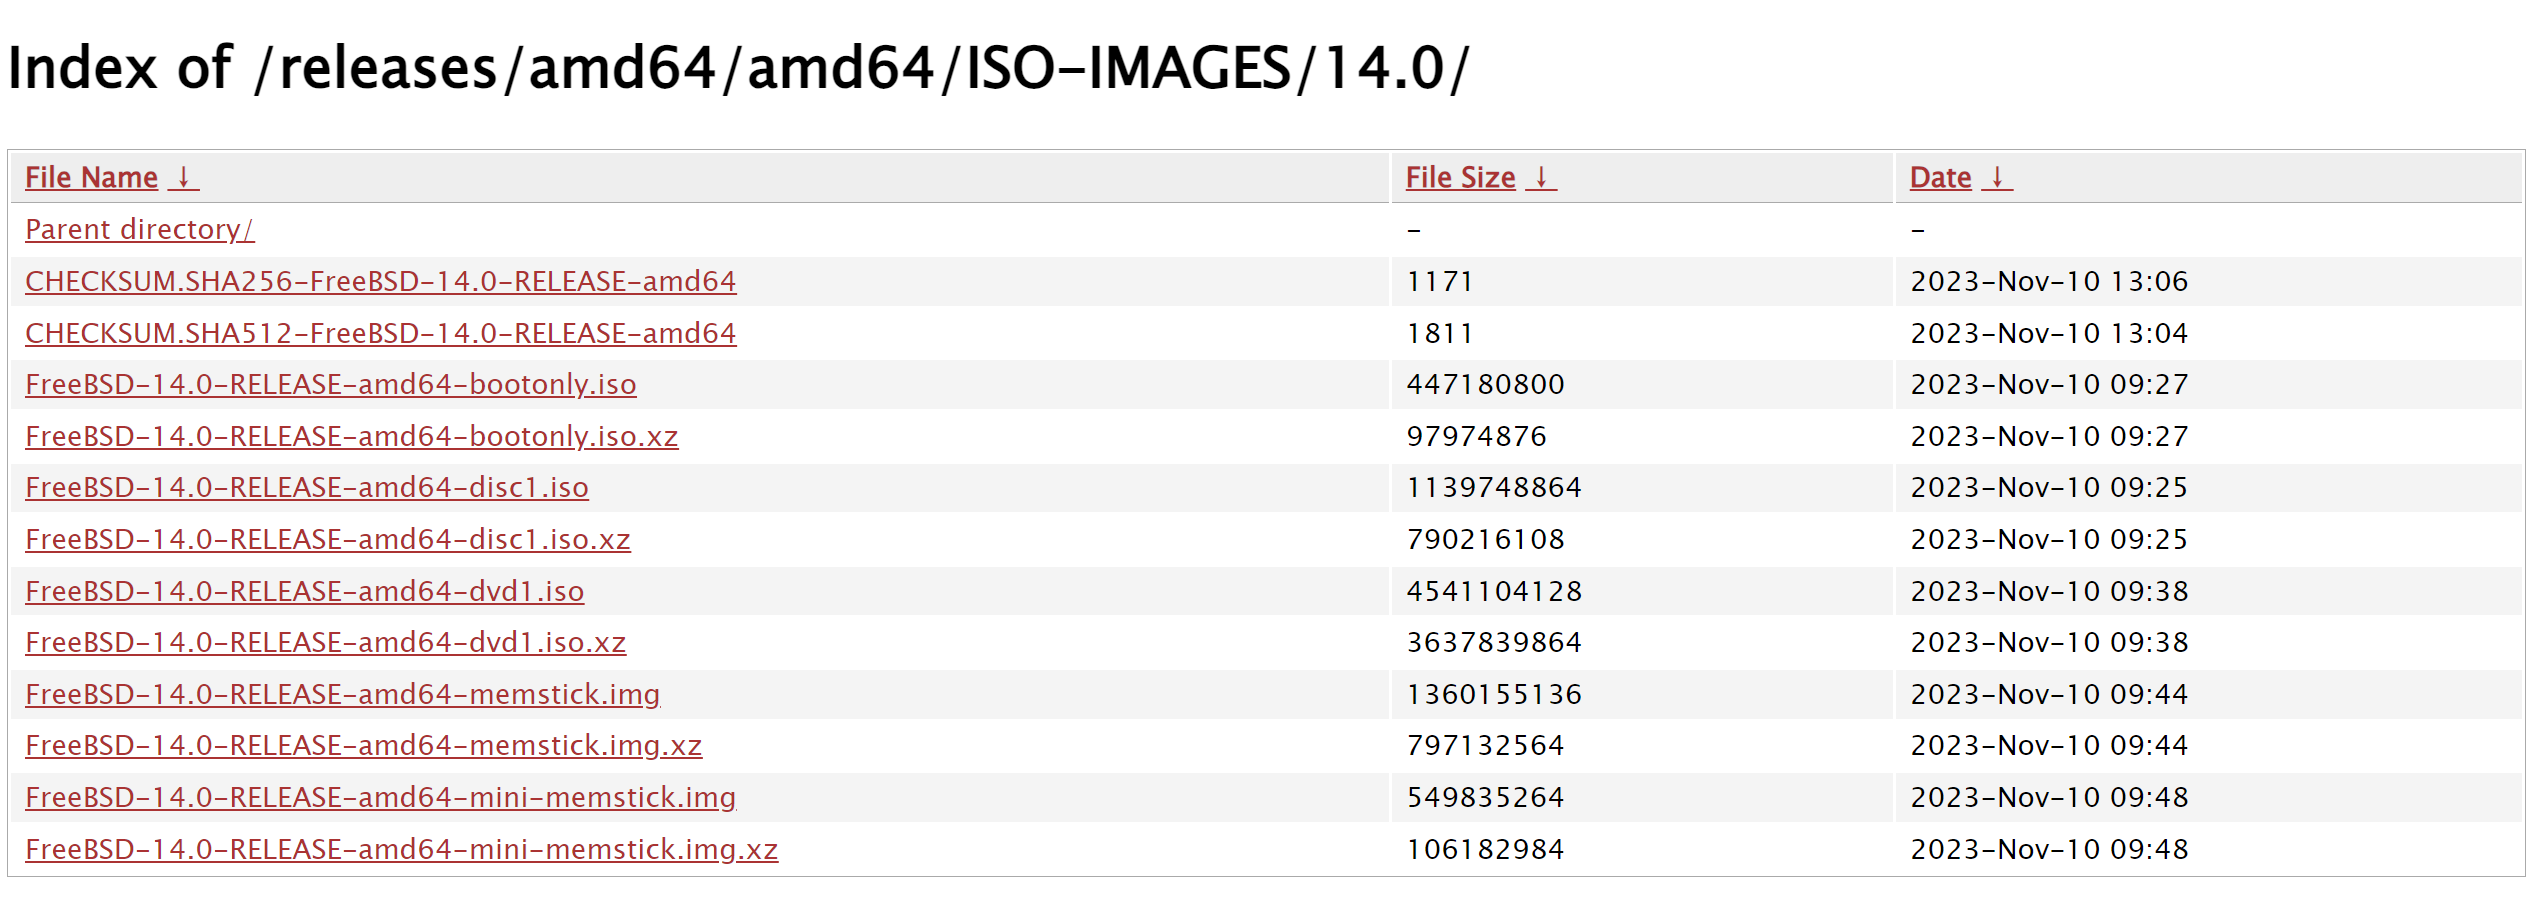 Index of /releases/amd64/amd64/ISO-IMAGES/14.0/
File Name ↓ File Size ↓ Date ↓
Parent directory/ - -
CHECKSUM.SHA256-FreeBSD-14.0-RELEASE-amd64 1171 2023-Nov-10 13:06
CHECKSUM.SHA512-FreeBSD-14.0-RELEASE-amd64 1811 2023-Nov-10 13:04
FreeBSD-14.0-RELEASE-amd64-bootonly.iso 447180800 2023-Nov-10 09:27
FreeBSD-14.0-RELEASE-amd64-bootonly.iso.xz 97974876 2023-Nov-10 09:27
FreeBSD-14.0-RELEASE-amd64-disc1.iso 1139748864 2023-Nov-10 09:25
FreeBSD-14.0-RELEASE-amd64-disc1.iso.xz 790216108 2023-Nov-10 09:25
FreeBSD-14.0-RELEASE-amd64-dvd1.iso 4541104128 2023-Nov-10 09:38
FreeBSD-14.0-RELEASE-amd64-dvd1.iso.xz 3637839864 2023-Nov-10 09:38
FreeBSD-14.0-RELEASE-amd64-memstick.img 1360155136 2023-Nov-10 09:44
FreeBSD-14.0-RELEASE-amd64-memstick.img.xz 797132564 2023-Nov-10 09:44
FreeBSD-14.0-RELEASE-amd64-mini-memstick.img 549835264 2023-Nov-10 09:48
FreeBSD-14.0-RELEASE-amd64-mini-memstick.img.xz 106182984 2023-Nov-10 09:48